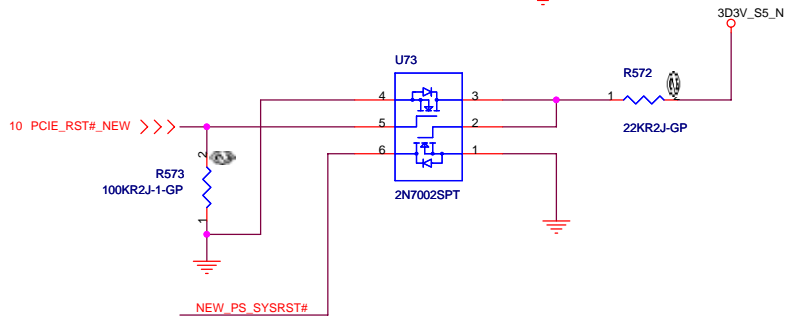 3D3V_S5_N
U73
R572
4
3
1
10 PCIE_RST#_NEW
5
2
22KR2J-GP
6
1
2
R573
100KR2J-1-GP
2N7002SPT
1
NEW_PS_SYSRST#